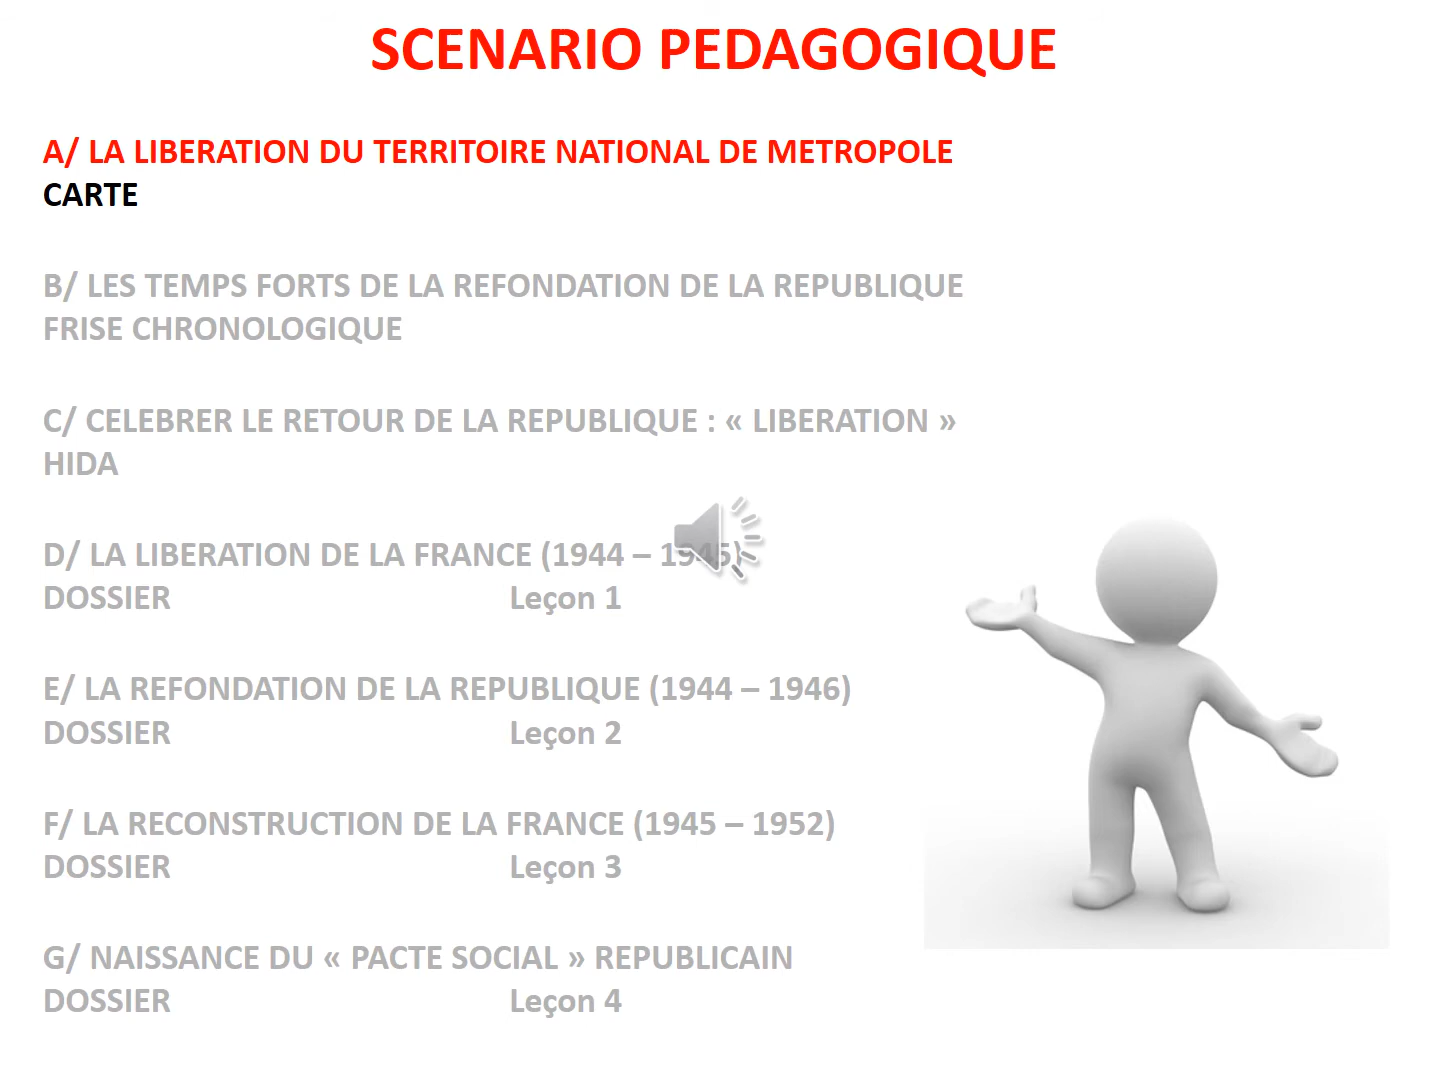 SCENARIO PEDAGOGIQUE
A/ LA LIBERATION DU TERRITOIRE NATIONAL DE METROPOLE
CARTE
B/ LES TEMPS FORTS DE LA REFONDATION DE LA REPUBLIQUE
FRISE CHRONOLOGIQUE
C/ CELEBRER LE RETOUR DE LA REPUBLIQUE : « LIBERATION »
HIDA
D/ LA LIBERATION DE LA FRANCE (1944 – 1945)
DOSSIER Leçon 1
E/ LA REFONDATION DE LA REPUBLIQUE (1944 – 1946)
DOSSIER Leçon 2
F/ LA RECONSTRUCTION DE LA FRANCE (1945 – 1952)
DOSSIER Leçon 3
G/ NAISSANCE DU « PACTE SOCIAL » REPUBLICAIN
DOSSIER Leçon 4